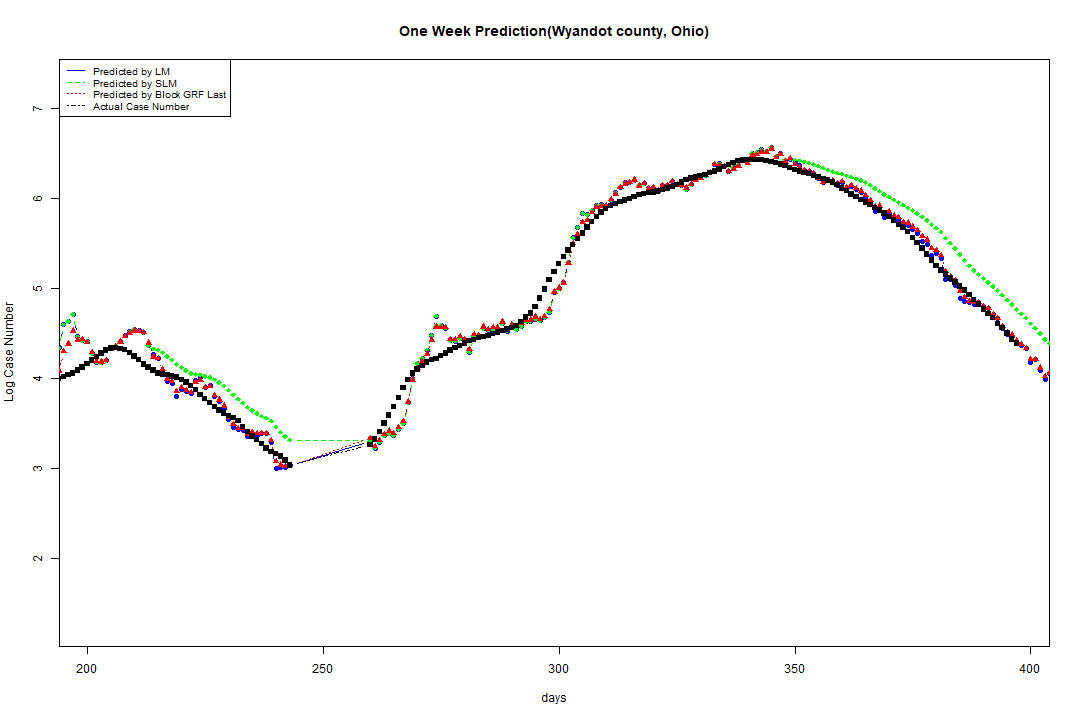 One Week Prediction(Wyandot county, Ohio)
Predicted by LM
Predicted by SLM
Predicted by Block GRF Last
Actual Case Number
7
6
5
4
3
2
Log Case Number
200 250 300 350 400
days